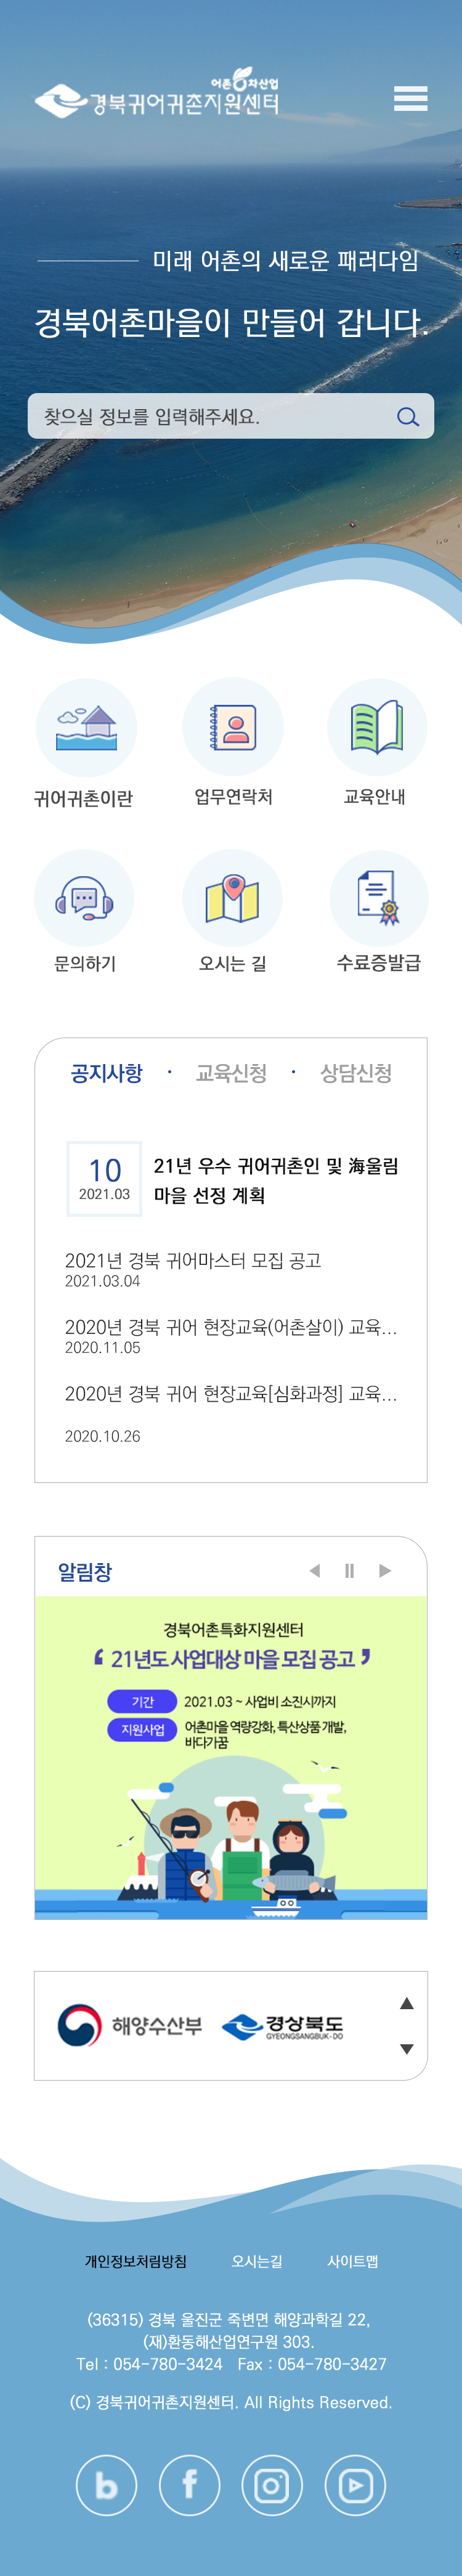 어촌6차산업
경북귀어귀촌지원센터
미래 어촌의 새로운 패러다임
경북어촌마을이 만들어 갑니다.
찾으실 정보를 입력해주세요.
귀어귀촌이란
업무연락처
교육안내
문의하기
오시는 길
수료증발급
공지사항 · 교육신청 · 상담신청
10
2021.03
21년 우수 귀어귀촌인 및 海울림
마을 선정 계획
2021년 경북 귀어마스터 모집 공고
2021.03.04
2020년 경북 귀어 현장교육(어촌살이) 교육...
2020.11.05
2020년 경북 귀어 현장교육[심화과정] 교육...
2020.10.26
알림창
경북어촌특화지원센터
‘ 21년도 사업대상 마을 모집 공고 ’
기간 2021.03 ~ 사업비 소진시까지
지원사업 어촌마을 역량강화, 특산상품 개발,
바다가꿈
해양수산부
경상북도
GYEONGSANGBUK-DO
개인정보처림방침 오시는길 사이트맵
(36315) 경북 울진군 죽변면 해양과학길 22,
(재)환동해산업연구원 303.
Tel : 054-780-3424 Fax : 054-780-3427
(C) 경북귀어귀촌지원센터. All Rights Reserved.